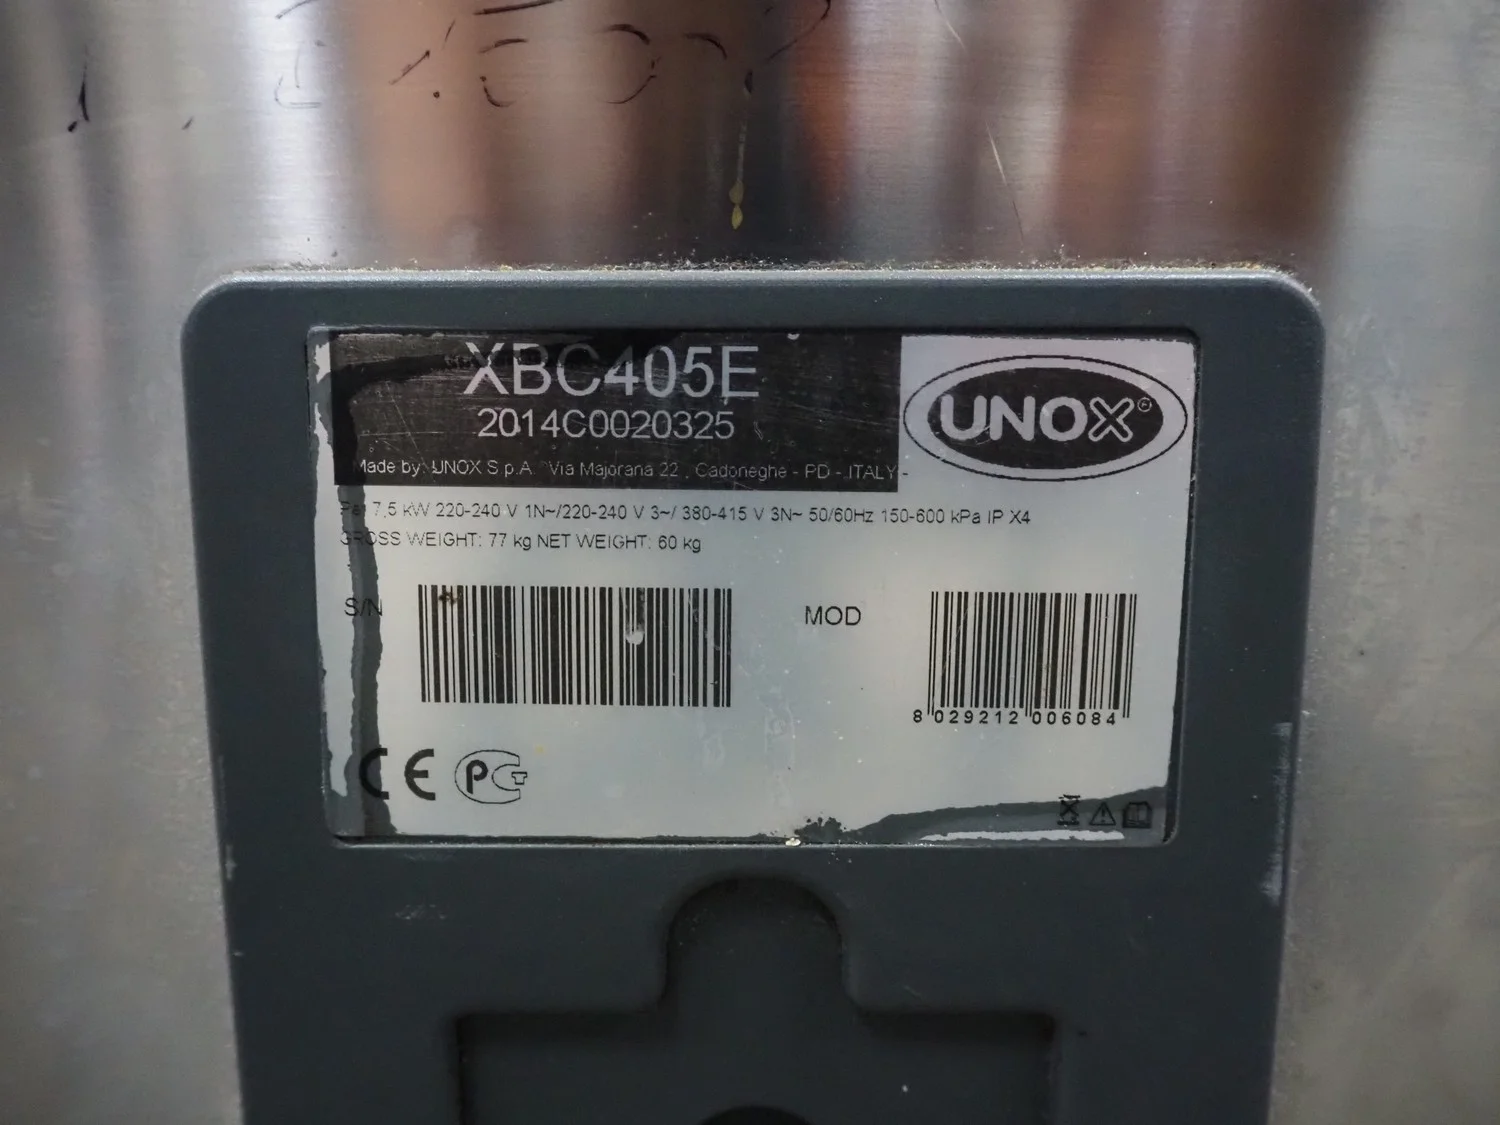 XBC405E
2014C0020325
Made by: UNOX S.p.A. Via Majorana 22, Cadoneghe - PD - ITALY -
UNOX®
7,5 kW 220-240 V 1N~/220-240 V 3~/ 380-415 V 3N~ 50/60Hz 150-600 kPa IP X4
GROSS WEIGHT: 77 kg NET WEIGHT: 60 kg
S/N
MOD
8 029212 006084
CE PCT